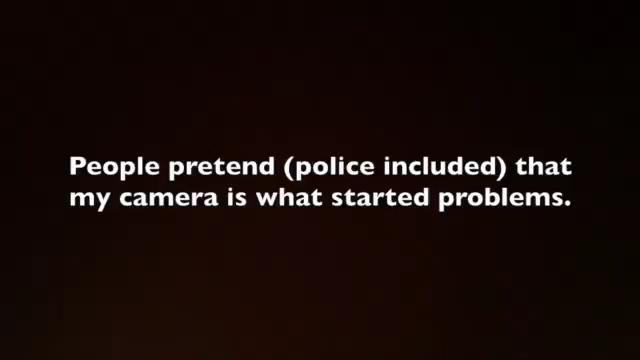 People pretend (police included) that
my camera is what started problems.